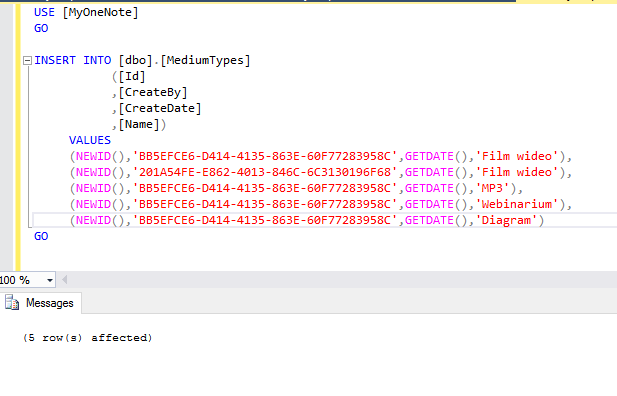 USE [MyOneNote]
GO
INSERT INTO [dbo].[MediumTypes]
([Id]
,[CreateBy]
,[CreateDate]
,[Name])
VALUES
(NEWID(),'BB5EFCE6-D414-4135-863E-60F77283958C',GETDATE(),'Film wideo'),
(NEWID(),'201A54FE-E862-4013-846C-6C3130196F68',GETDATE(),'Film wideo'),
(NEWID(),'BB5EFCE6-D414-4135-863E-60F77283958C',GETDATE(),'MP3'),
(NEWID(),'BB5EFCE6-D414-4135-863E-60F77283958C',GETDATE(),'Webinarium'),
(NEWID(),'BB5EFCE6-D414-4135-863E-60F77283958C',GETDATE(),'Diagram')
GO
100 %
Messages
(5 row(s) affected)